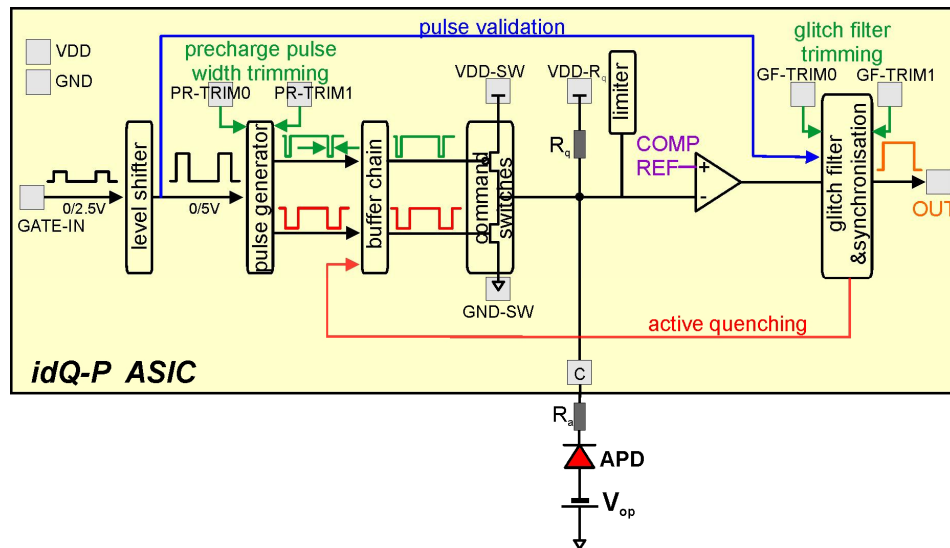 VDD
GND
precharge pulse
width trimming
PR-TRIM0
PR-TRIM1
pulse validation
VDD-SW
VDD-Rq
limiter
glitch filter
trimming
GF-TRIM0
GF-TRIM1
GATE-IN
0/2.5V
level shifter
0/5V
pulse generator
buffer chain
command
switches
Rq
COMP
REF
+
-
glitch filter
&synchronisation
OUT
GND-SW
active quenching
idQ-P ASIC
C
Ra
APD
Vop